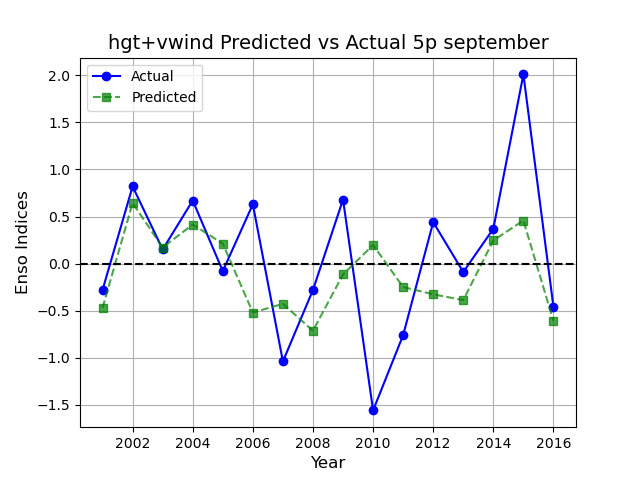 hgt+vwind Predicted vs Actual 5p september
Actual
Predicted
2.0
1.5
1.0
0.5
0.0
−0.5
−1.0
−1.5
Enso Indices
2002 2004 2006 2008 2010 2012 2014 2016
Year